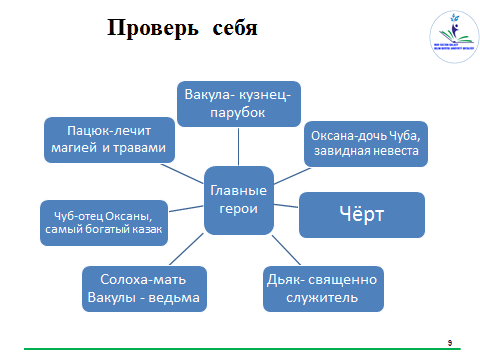 Проверь себя
Вакула- кузнец-
парубок
Пацюк-лечит
магией и травами
Оксана-дочь Чуба,
завидная невеста
Главные
герои
Чуб-отец Оксаны,
самый богатый казак
Чёрт
Солоха-мать
Вакулы - ведьма
Дьяк- священно
служитель
9